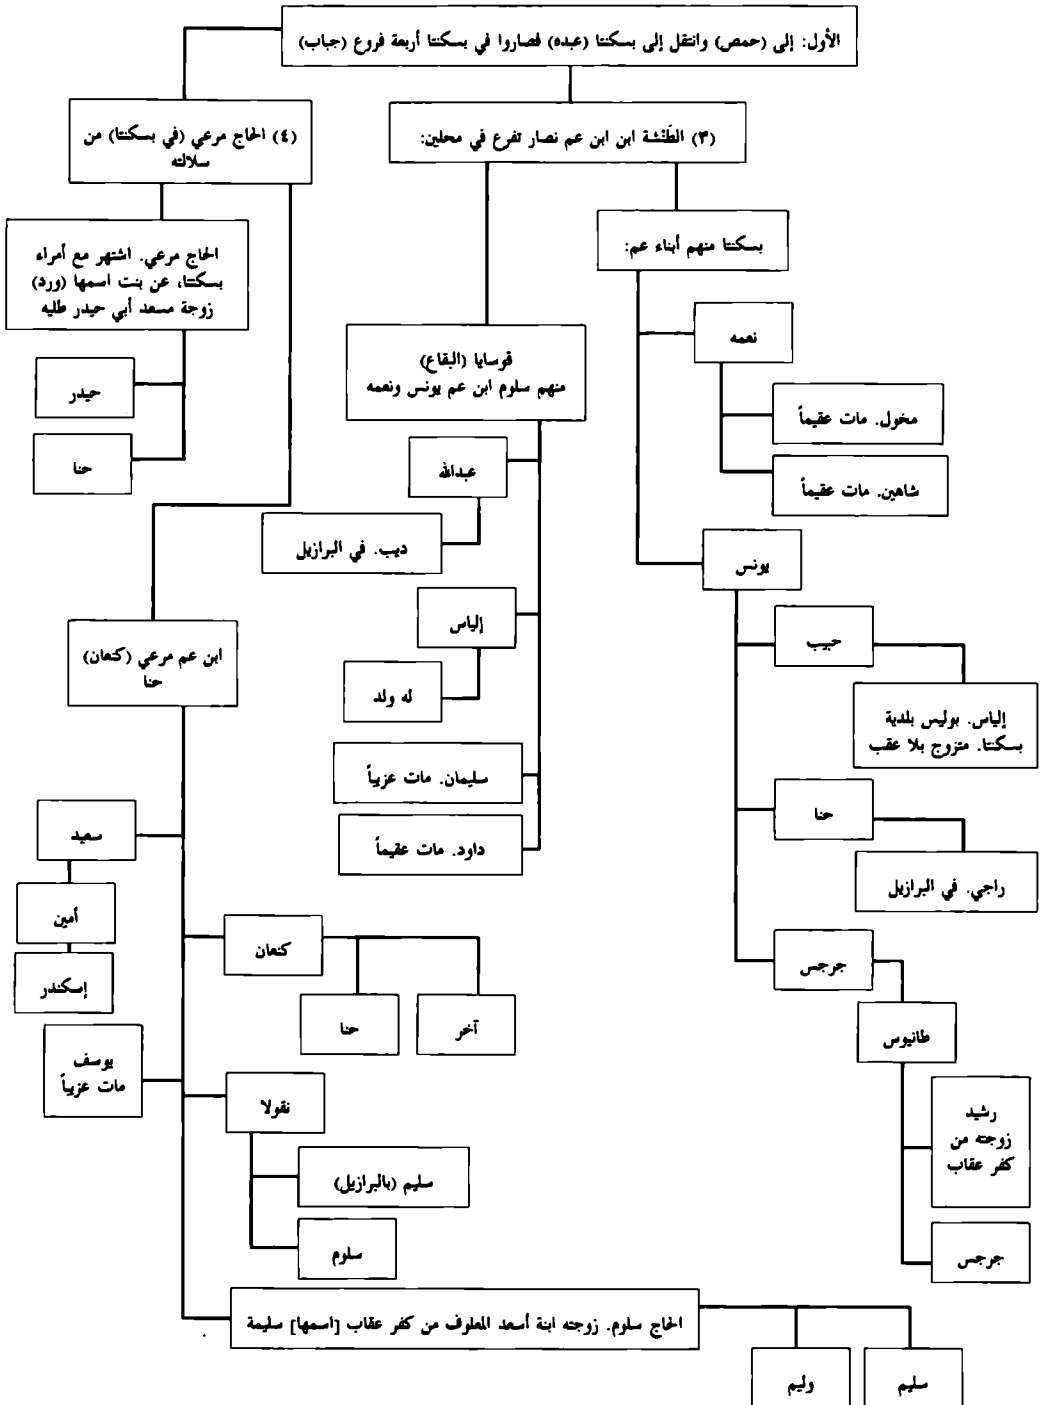 الأول: إلى (حمص) وانتقل إلى بسكنتا (عبده) فصاروا في بسكنتا أربعة فروع (جباب)
(٣) الطَنْشة ابن ابن عم نصار تفرع في محلين:
بسكنتا منهم أبناء عم:
نعمه
مخول. مات عقيماً
شاهين. مات عقيماً
يونس
حبيب
إلياس. بوليس بلدية
بسكنتا. متزوج بلا عقب
حنا
راجي. في البرازيل
جرجس
طانيوس
رشيد
زوجته من
كفر عقاب
جرجس
قوسايا (البقاع)
منهم سلوم ابن عم يونس ونعمه
عبدالله
ديب. في البرازيل
إلياس
له ولد
سليمان. مات عزيباً
داود. مات عقيماً
(٤) الحاج مرعي (في بسكنتا) من
سلالته
الحاج مرعي. اشتهر مع أمراء
بسكنتا، عن بنت اسمها (ورد)
زوجة مسعد أبي حيدر طليه
حيدر
حنا
ابن عم مرعي (كنعان)
حنا
سعيد
أمين
إسكندر
كنعان
آخر
حنا
يوسف
مات عزيباً
نقولا
سليم (بالبرازيل)
سلوم
الحاج سلوم. زوجته ابنة أسعد المعلوف من كفر عقاب [اسمها] سليمة
سليم
وليم